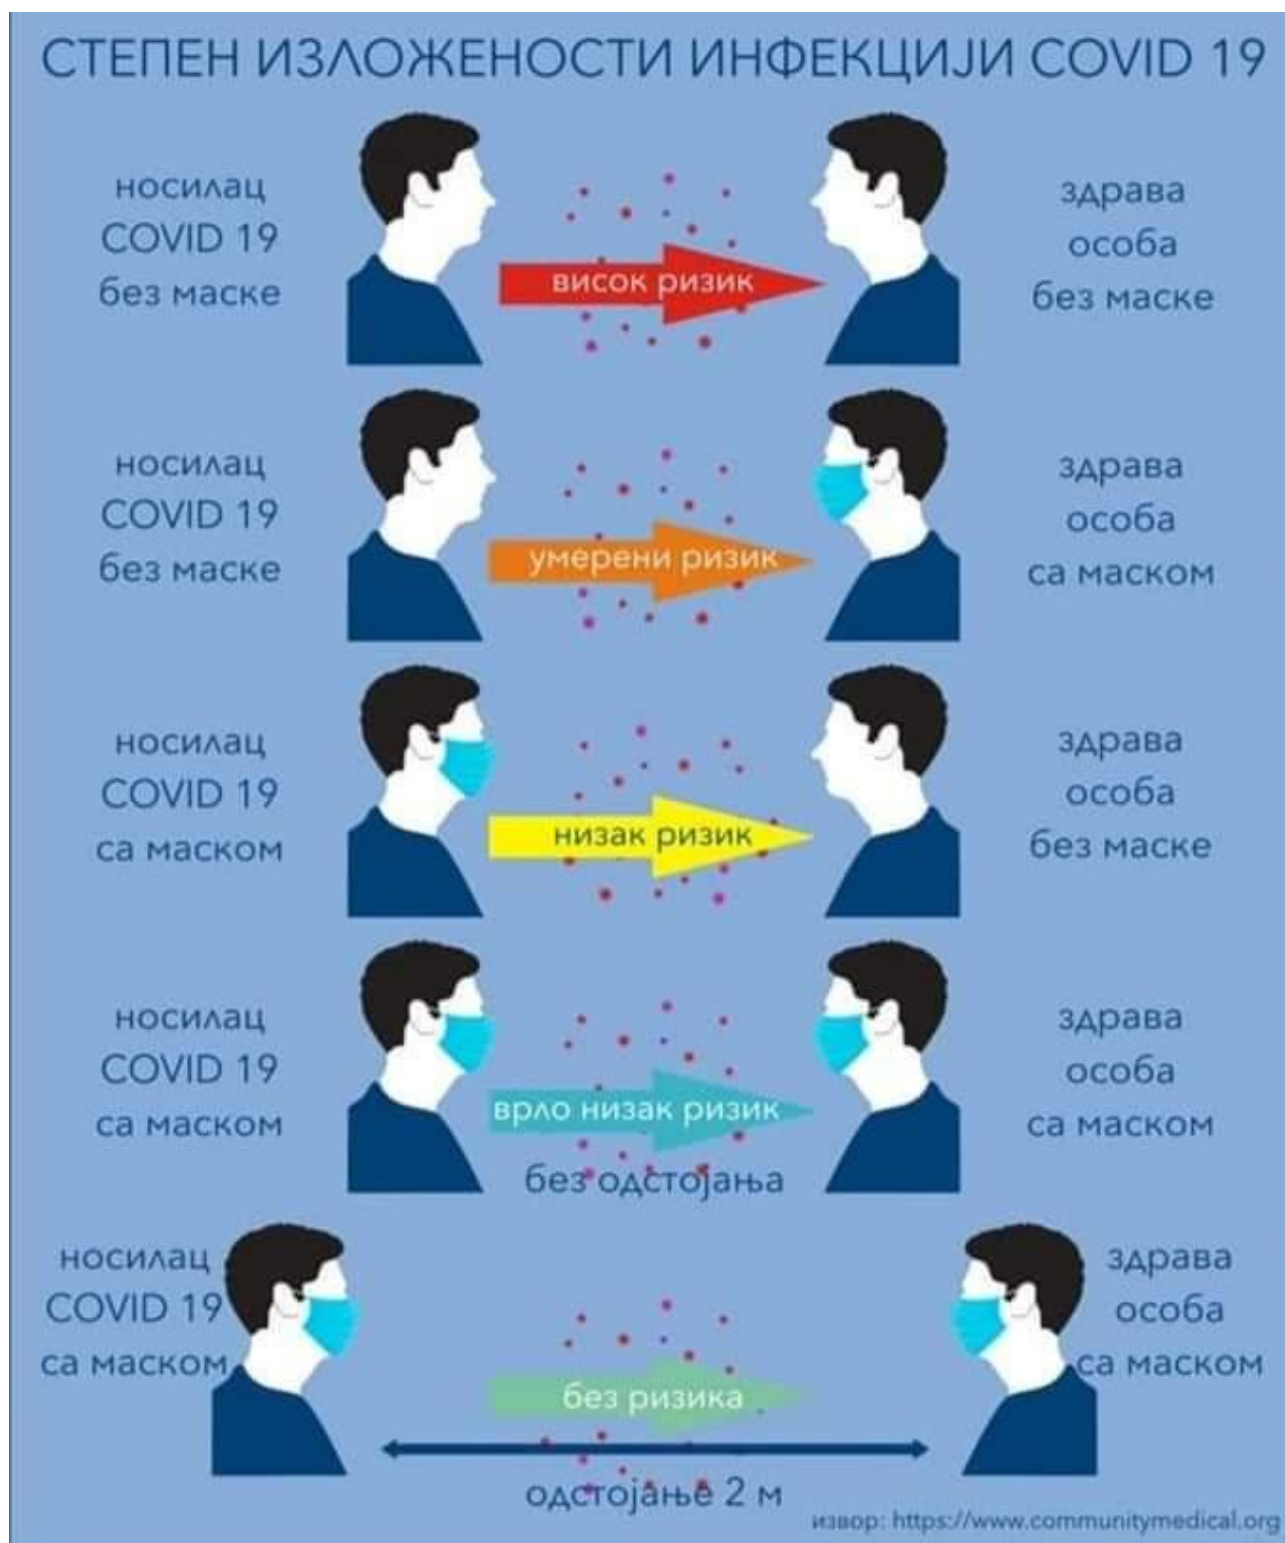 СТЕПЕН ИЗЛОЖЕНОСТИ ИНФЕКЦИЈИ COVID 19
носилац
COVID 19
без маске
висок ризик
здрава
особа
без маске
носилац
COVID 19
без маске
умерени ризик
здрава
особа
са маском
носилац
COVID 19
са маском
низак ризик
здрава
особа
без маске
носилац
COVID 19
са маском
врло низак ризик
без одстојања
здрава
особа
са маском
носилац
COVID 19
са маском
без ризика
одстојање 2 м
здрава
особа
са маском
извор: https://www.communitymedical.org